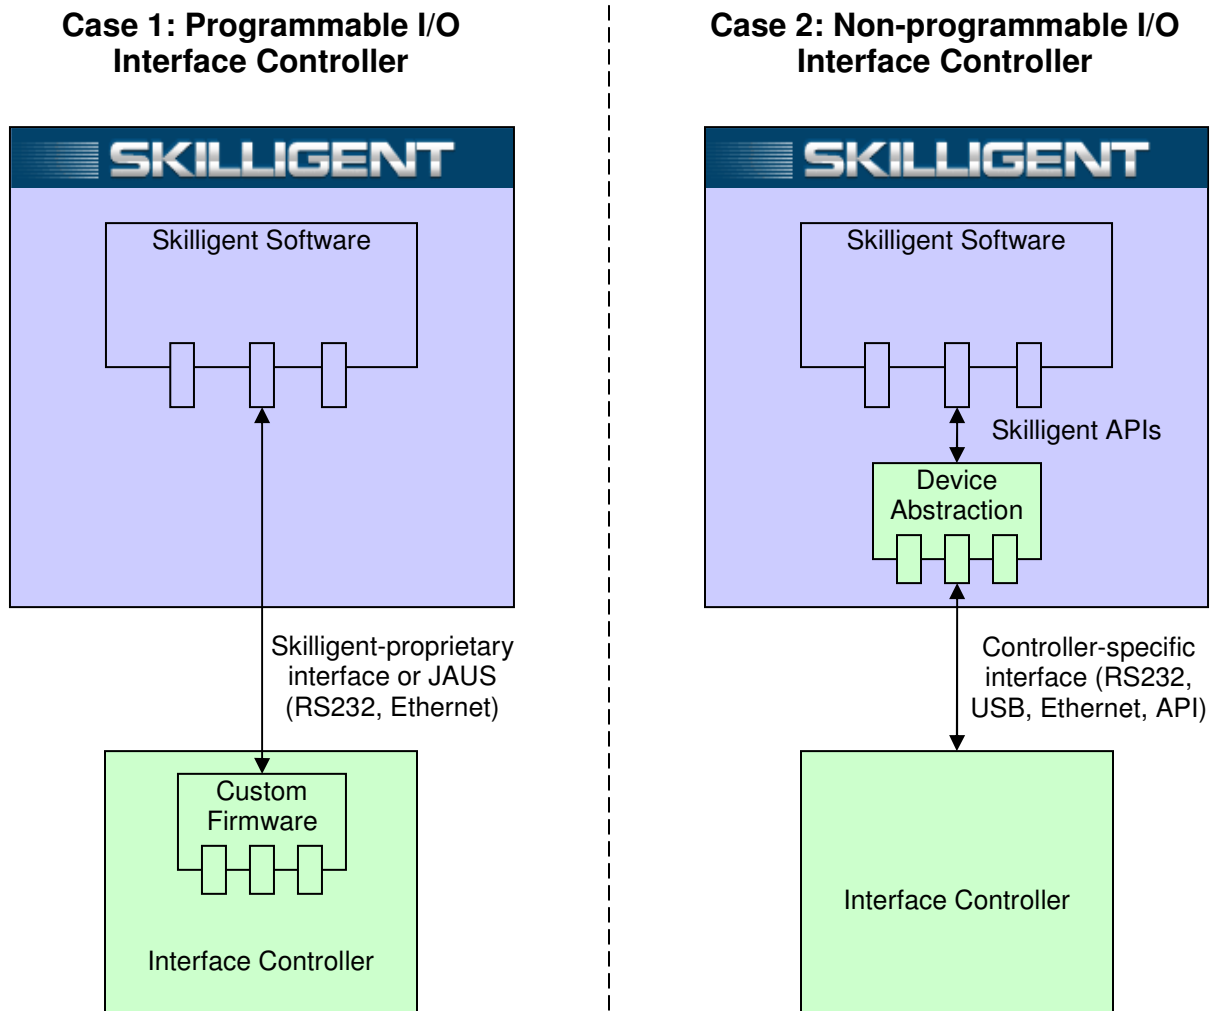 Case 1: Programmable I/O
Interface Controller
SKILLIGENT
Skilligent Software
Skilligent-proprietary
interface or JAUS
(RS232, Ethernet)
Custom
Firmware
Interface Controller
Case 2: Non-programmable I/O
Interface Controller
SKILLIGENT
Skilligent Software
Skilligent APIs
Device
Abstraction
Controller-specific
interface (RS232,
USB, Ethernet, API)
Interface Controller